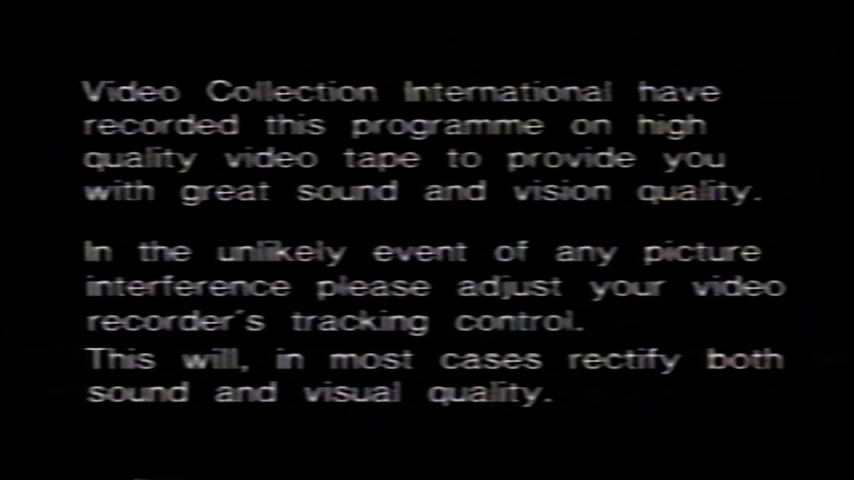 Video Collection International have
recorded this programme on high
quality video tape to provide you
with great sound and vision quality.
In the unlikely event of any picture
interference please adjust your video
recorder's tracking control.
This will, in most cases rectify both
sound and visual quality.